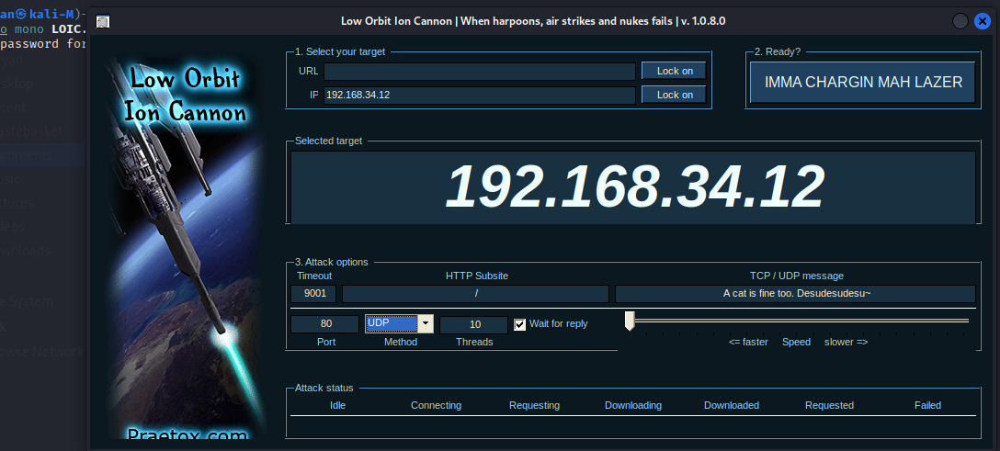 an㉿kali-M)-
Low Orbit Ion Cannon | When harpoons, air strikes and nukes fails | v. 1.0.8.0
o mono LOIC.
password for
Low Orbit
Ion Cannon
Praetox.com
1. Select your target
URL Lock on
IP 192.168.34.12 Lock on
2. Ready?
IMMA CHARGIN MAH LAZER
Selected target
192.168.34.12
3. Attack options
Timeout HTTP Subsite TCP / UDP message
9001 / A cat is fine too. Desudesudesu~
80 UDP 10 Wait for reply
Port Method Threads <= faster Speed slower =>
Attack status
Idle Connecting Requesting Downloading Downloaded Requested Failed
yan
sktop
cent
astebasket
cuments
usic
ctures
deos
wnloads
e System
k
owse Network